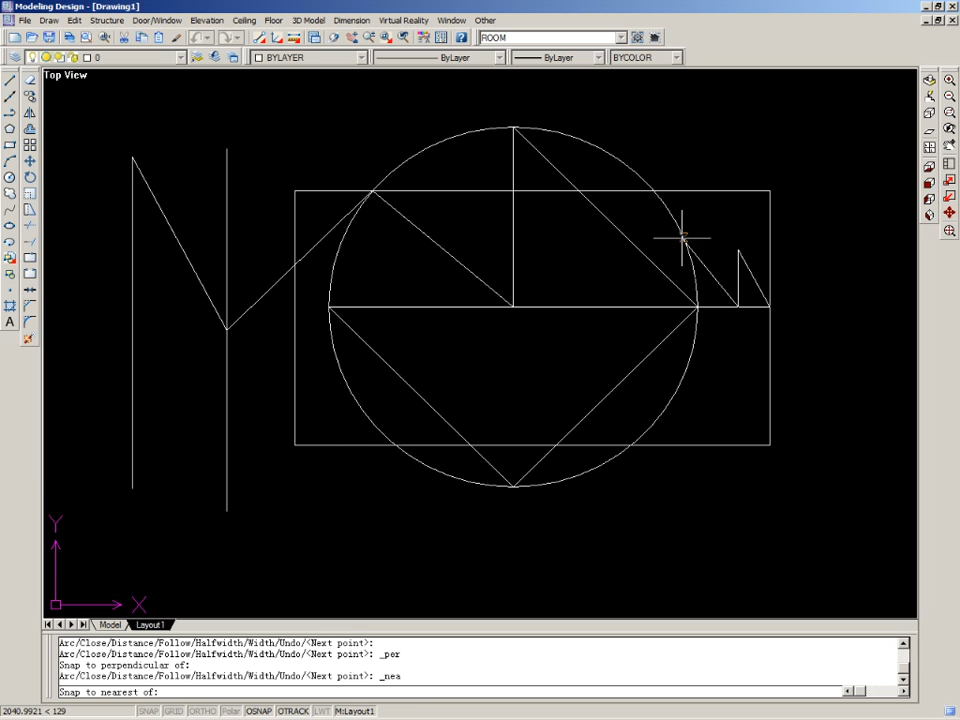 Modeling Design - [Drawing1]
File Draw Edit Structure Door/Window Elevation Ceiling Floor 3D Model Dimension Virtual Reality Window Other
ROOM
0 BYLAYER ByLayer ByLayer BYCOLOR
Top View
A
Y
X
Model Layout1
Arc/Close/Distance/Follow/Halfwidth/Width/Undo/<Next point>:
Arc/Close/Distance/Follow/Halfwidth/Width/Undo/<Next point>: _per
Snap to perpendicular of:
Arc/Close/Distance/Follow/Halfwidth/Width/Undo/<Next point>: _nea
Snap to nearest of:
2040.9921 < 129 SNAP GRID ORTHO Polar OSNAP OTRACK LWT M:Layout1